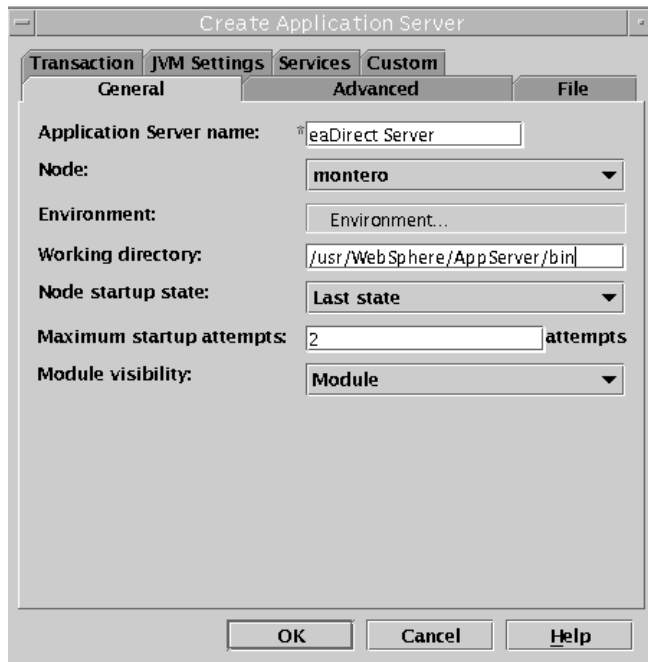 Create Application Server
Transaction JVM Settings Services Custom
General Advanced File
Application Server name: * eaDirect Server
Node: montero
Environment: Environment...
Working directory: /usr/WebSphere/AppServer/bin
Node startup state: Last state
Maximum startup attempts: 2 attempts
Module visibility: Module
OK Cancel Help